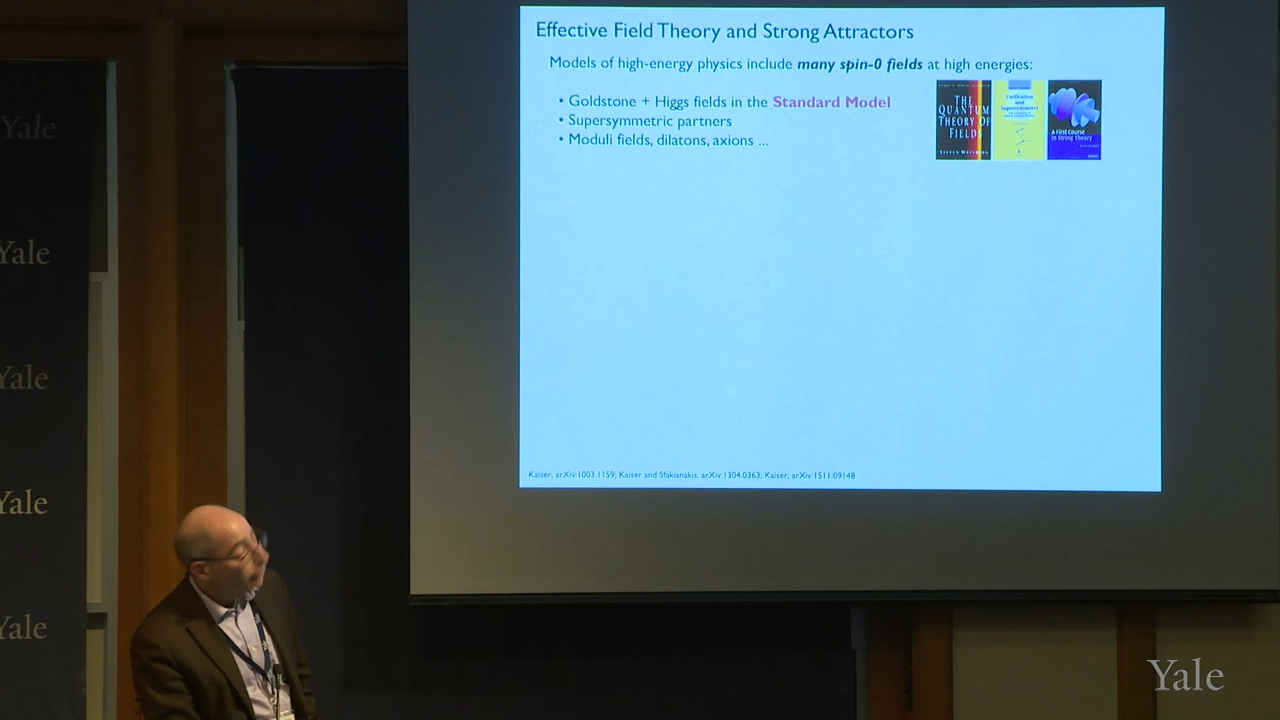 Effective Field Theory and Strong Attractors
Models of high-energy physics include many spin-0 fields at high energies:
• Goldstone + Higgs fields in the Standard Model
• Supersymmetric partners
• Moduli fields, dilatons, axions ...
THE
QUANTUM
THEORY OF
FIELDS
STEVEN WEINBERG
Unification
and
Supersymmetry
A First Course
in String Theory
Kaiser, arXiv:1003.1159; Kaiser and Sfakianakis, arXiv:1304.0363; Kaiser, arXiv:1511.09148
Yale
Yale
Yale
Yale
Yale
Yale